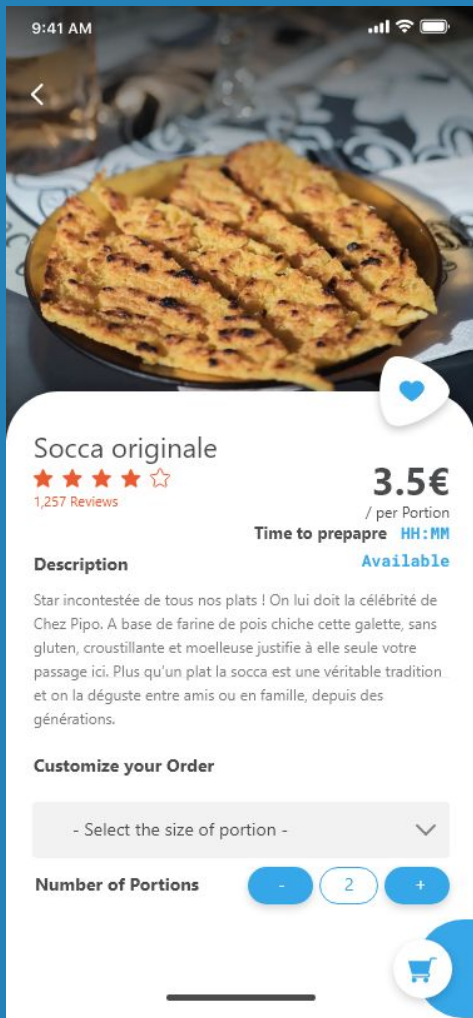 9:41 AM
Socca originale
1,257 Reviews
3.5€
/ per Portion
Time to prepapre HH:MM
Available
Description
Star incontestée de tous nos plats ! On lui doit la célébrité de
Chez Pipo. A base de farine de pois chiche cette galette, sans
gluten, croustillante et moelleuse justifie à elle seule votre
passage ici. Plus qu'un plat la socca est une véritable tradition
et on la déguste entre amis ou en famille, depuis des
générations.
Customize your Order
- Select the size of portion -
Number of Portions - 2 +